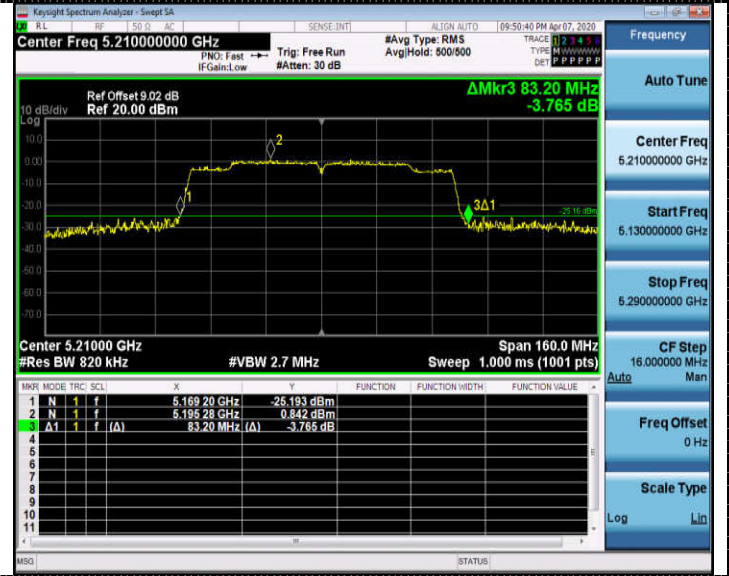 Keysight Spectrum Analyzer - Swept SA
RL RF 50 Ω AC SENSE:INT ALIGN AUTO 09:50:40 PM Apr 07, 2020
Center Freq 5.210000000 GHz
PNO: Fast
IFGain:Low
Trig: Free Run
#Atten: 30 dB
#Avg Type: RMS
Avg|Hold: 500/500
TRACE 1 2 3 4 5 6
TYPE M W W W W W
DET P P P P P P
Ref Offset 9.02 dB
Ref 20.00 dBm
ΔMkr3 83.20 MHz
-3.765 dB
10 dB/div
Log
10.0
0.00
-10.0
-20.0
-30.0
-40.0
-50.0
-60.0
-70.0
1
2
3Δ1
-25.16 dBm
Center 5.21000 GHz
Span 160.0 MHz
#Res BW 820 kHz
#VBW 2.7 MHz
Sweep 1.000 ms (1001 pts)
MKR MODE TRC SCL X Y FUNCTION FUNCTION WIDTH FUNCTION VALUE
1 N 1 f 5.169 20 GHz -25.193 dBm
2 N 1 f 5.195 28 GHz 0.842 dBm
3 Δ1 1 f (Δ) 83.20 MHz (Δ) -3.765 dB
4
5
6
7
8
9
10
11
MSG
STATUS
Frequency
Auto Tune
Center Freq
5.210000000 GHz
Start Freq
5.130000000 GHz
Stop Freq
5.290000000 GHz
CF Step
16.000000 MHz
Auto Man
Freq Offset
0 Hz
Scale Type
Log Lin